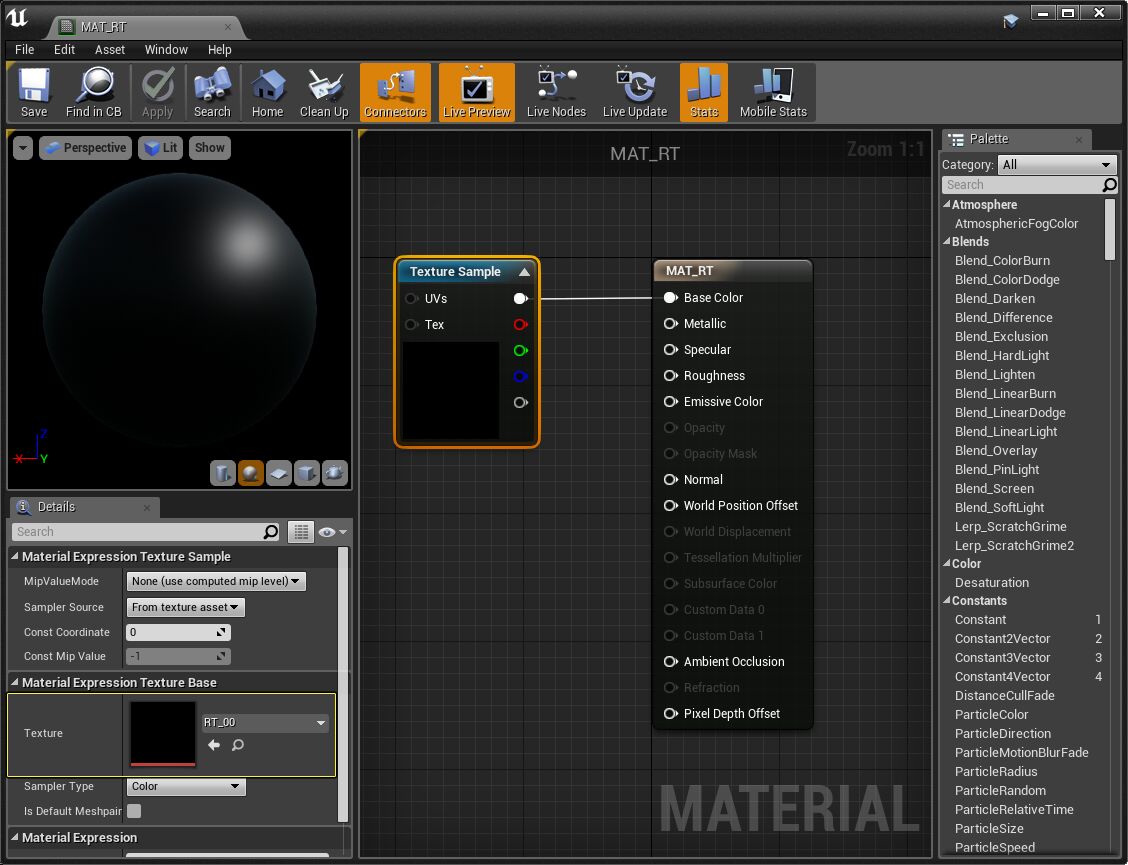 MAT_RT
File Edit Asset Window Help
Save Find in CB Apply Search Home Clean Up Connectors Live Preview Live Nodes Live Update Stats Mobile Stats
Perspective Lit Show
X Z Y
MAT_RT Zoom 1:1
Texture Sample
UVs
Tex
MAT_RT
Base Color
Metallic
Specular
Roughness
Emissive Color
Opacity
Opacity Mask
Normal
World Position Offset
World Displacement
Tessellation Multiplier
Subsurface Color
Custom Data 0
Custom Data 1
Ambient Occlusion
Refraction
Pixel Depth Offset
MATERIAL
Details
Search
Material Expression Texture Sample
MipValueMode None (use computed mip level)
Sampler Source From texture asset
Const Coordinate 0
Const Mip Value -1
Material Expression Texture Base
Texture RT_00
Sampler Type Color
Is Default Meshpair
Material Expression
Palette
Category: All
Search
Atmosphere
AtmosphericFogColor
Blends
Blend_ColorBurn
Blend_ColorDodge
Blend_Darken
Blend_Difference
Blend_Exclusion
Blend_HardLight
Blend_Lighten
Blend_LinearBurn
Blend_LinearDodge
Blend_LinearLight
Blend_Overlay
Blend_PinLight
Blend_Screen
Blend_SoftLight
Lerp_ScratchGrime
Lerp_ScratchGrime2
Color
Desaturation
Constants
Constant 1
Constant2Vector 2
Constant3Vector 3
Constant4Vector 4
DistanceCullFade
ParticleColor
ParticleDirection
ParticleMotionBlurFade
ParticleRadius
ParticleRandom
ParticleRelativeTime
ParticleSize
ParticleSpeed